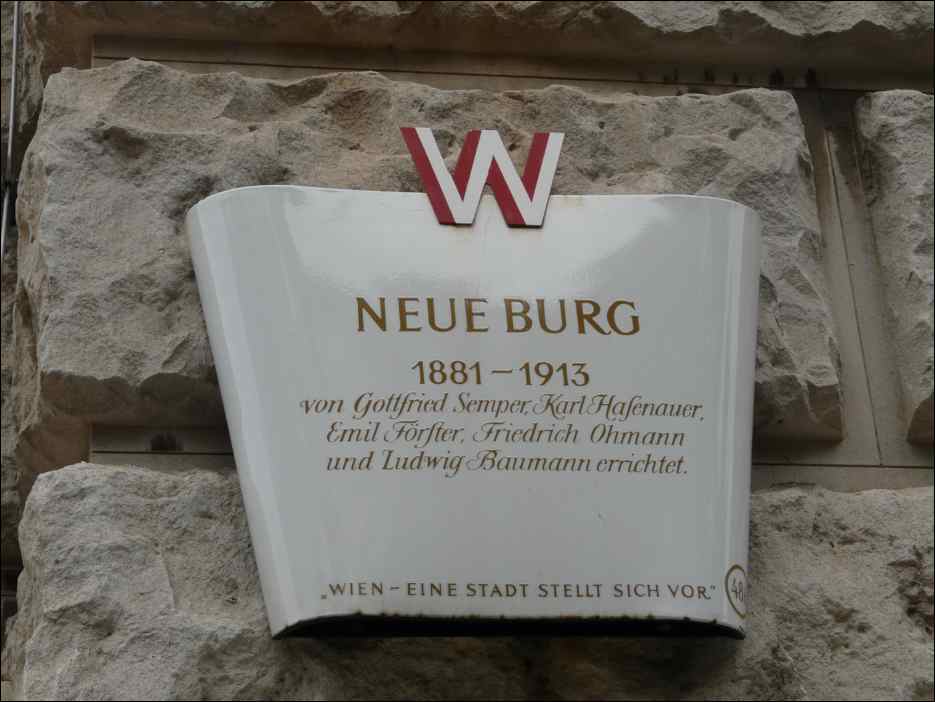 W
NEUE BURG
1881 – 1913
von Gottfried Semper, Karl Hasenauer,
Emil Förster, Friedrich Ohmann
und Ludwig Baumann errichtet.
„WIEN – EINE STADT STELLT SICH VOR."
48